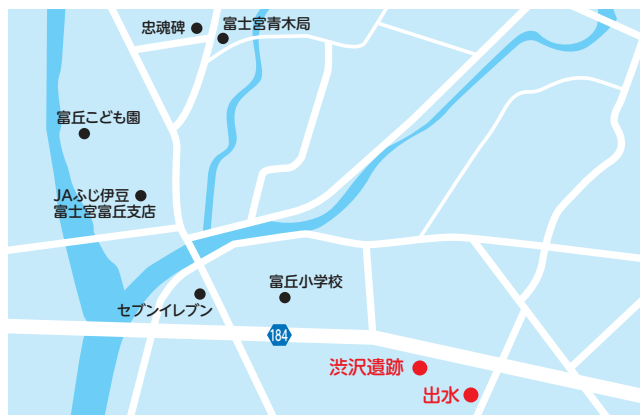 忠魂碑
富士宮青木局
富丘こども園
JAふじ伊豆
富士宮富丘支店
富丘小学校
セブンイレブン
184
渋沢遺跡
出水